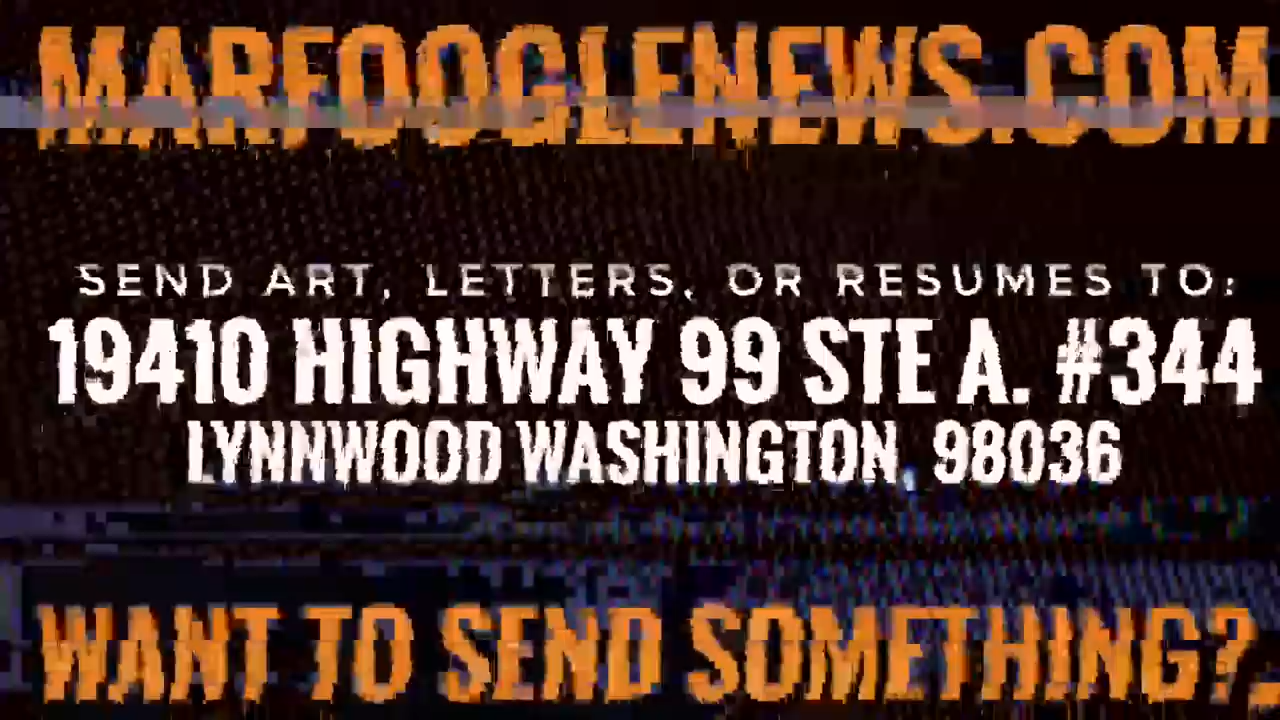 MARFOOGLENEWS.COM
SEND ART, LETTERS, OR RESUMES TO:
19410 HIGHWAY 99 STE A. #344
LYNNWOOD WASHINGTON, 98036
WANT TO SEND SOMETHING?